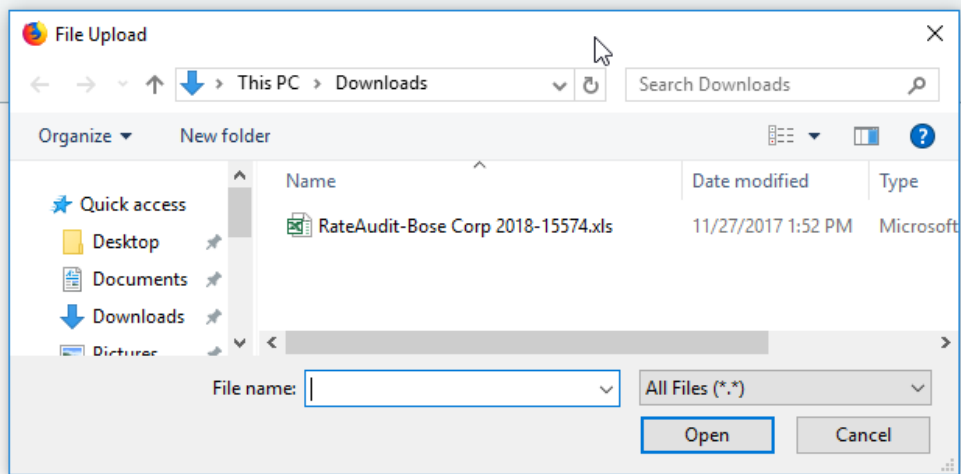 File Upload
This PC > Downloads
Search Downloads
Organize
New folder
Name
Date modified
Type
Quick access
RateAudit-Bose Corp 2018-15574.xls
11/27/2017 1:52 PM
Microsoft
Desktop
Documents
Downloads
Pictures
File name:
All Files (*.*)
Open
Cancel